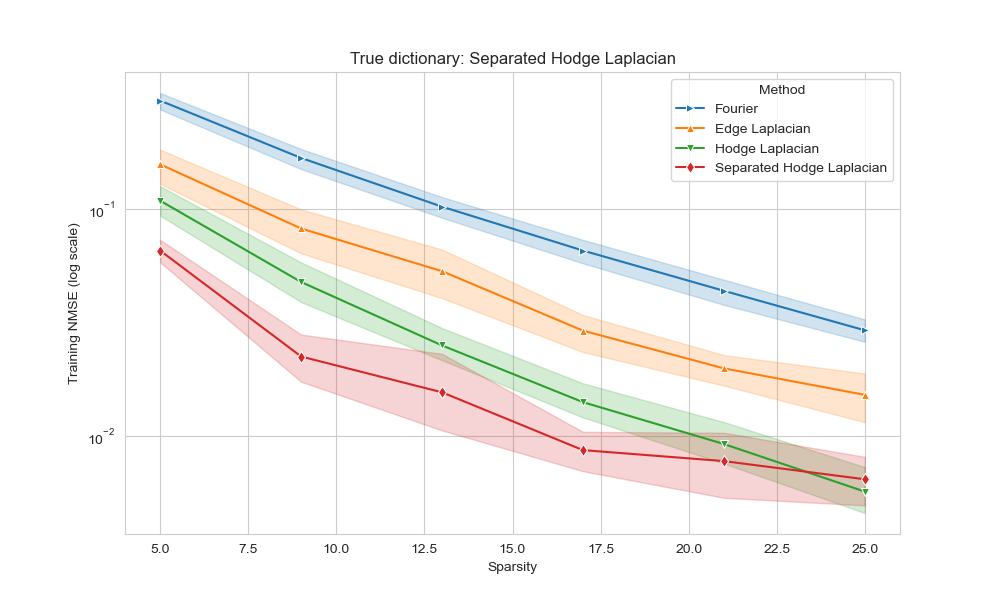 True dictionary: Separated Hodge Laplacian
Method
Fourier
Edge Laplacian
Hodge Laplacian
Separated Hodge Laplacian
Training NMSE (log scale)
10⁻¹
10⁻²
5.0 7.5 10.0 12.5 15.0 17.5 20.0 22.5 25.0
Sparsity